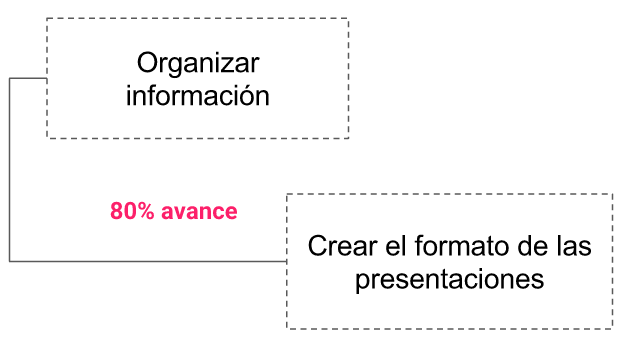 Organizar
información
80% avance
Crear el formato de las
presentaciones